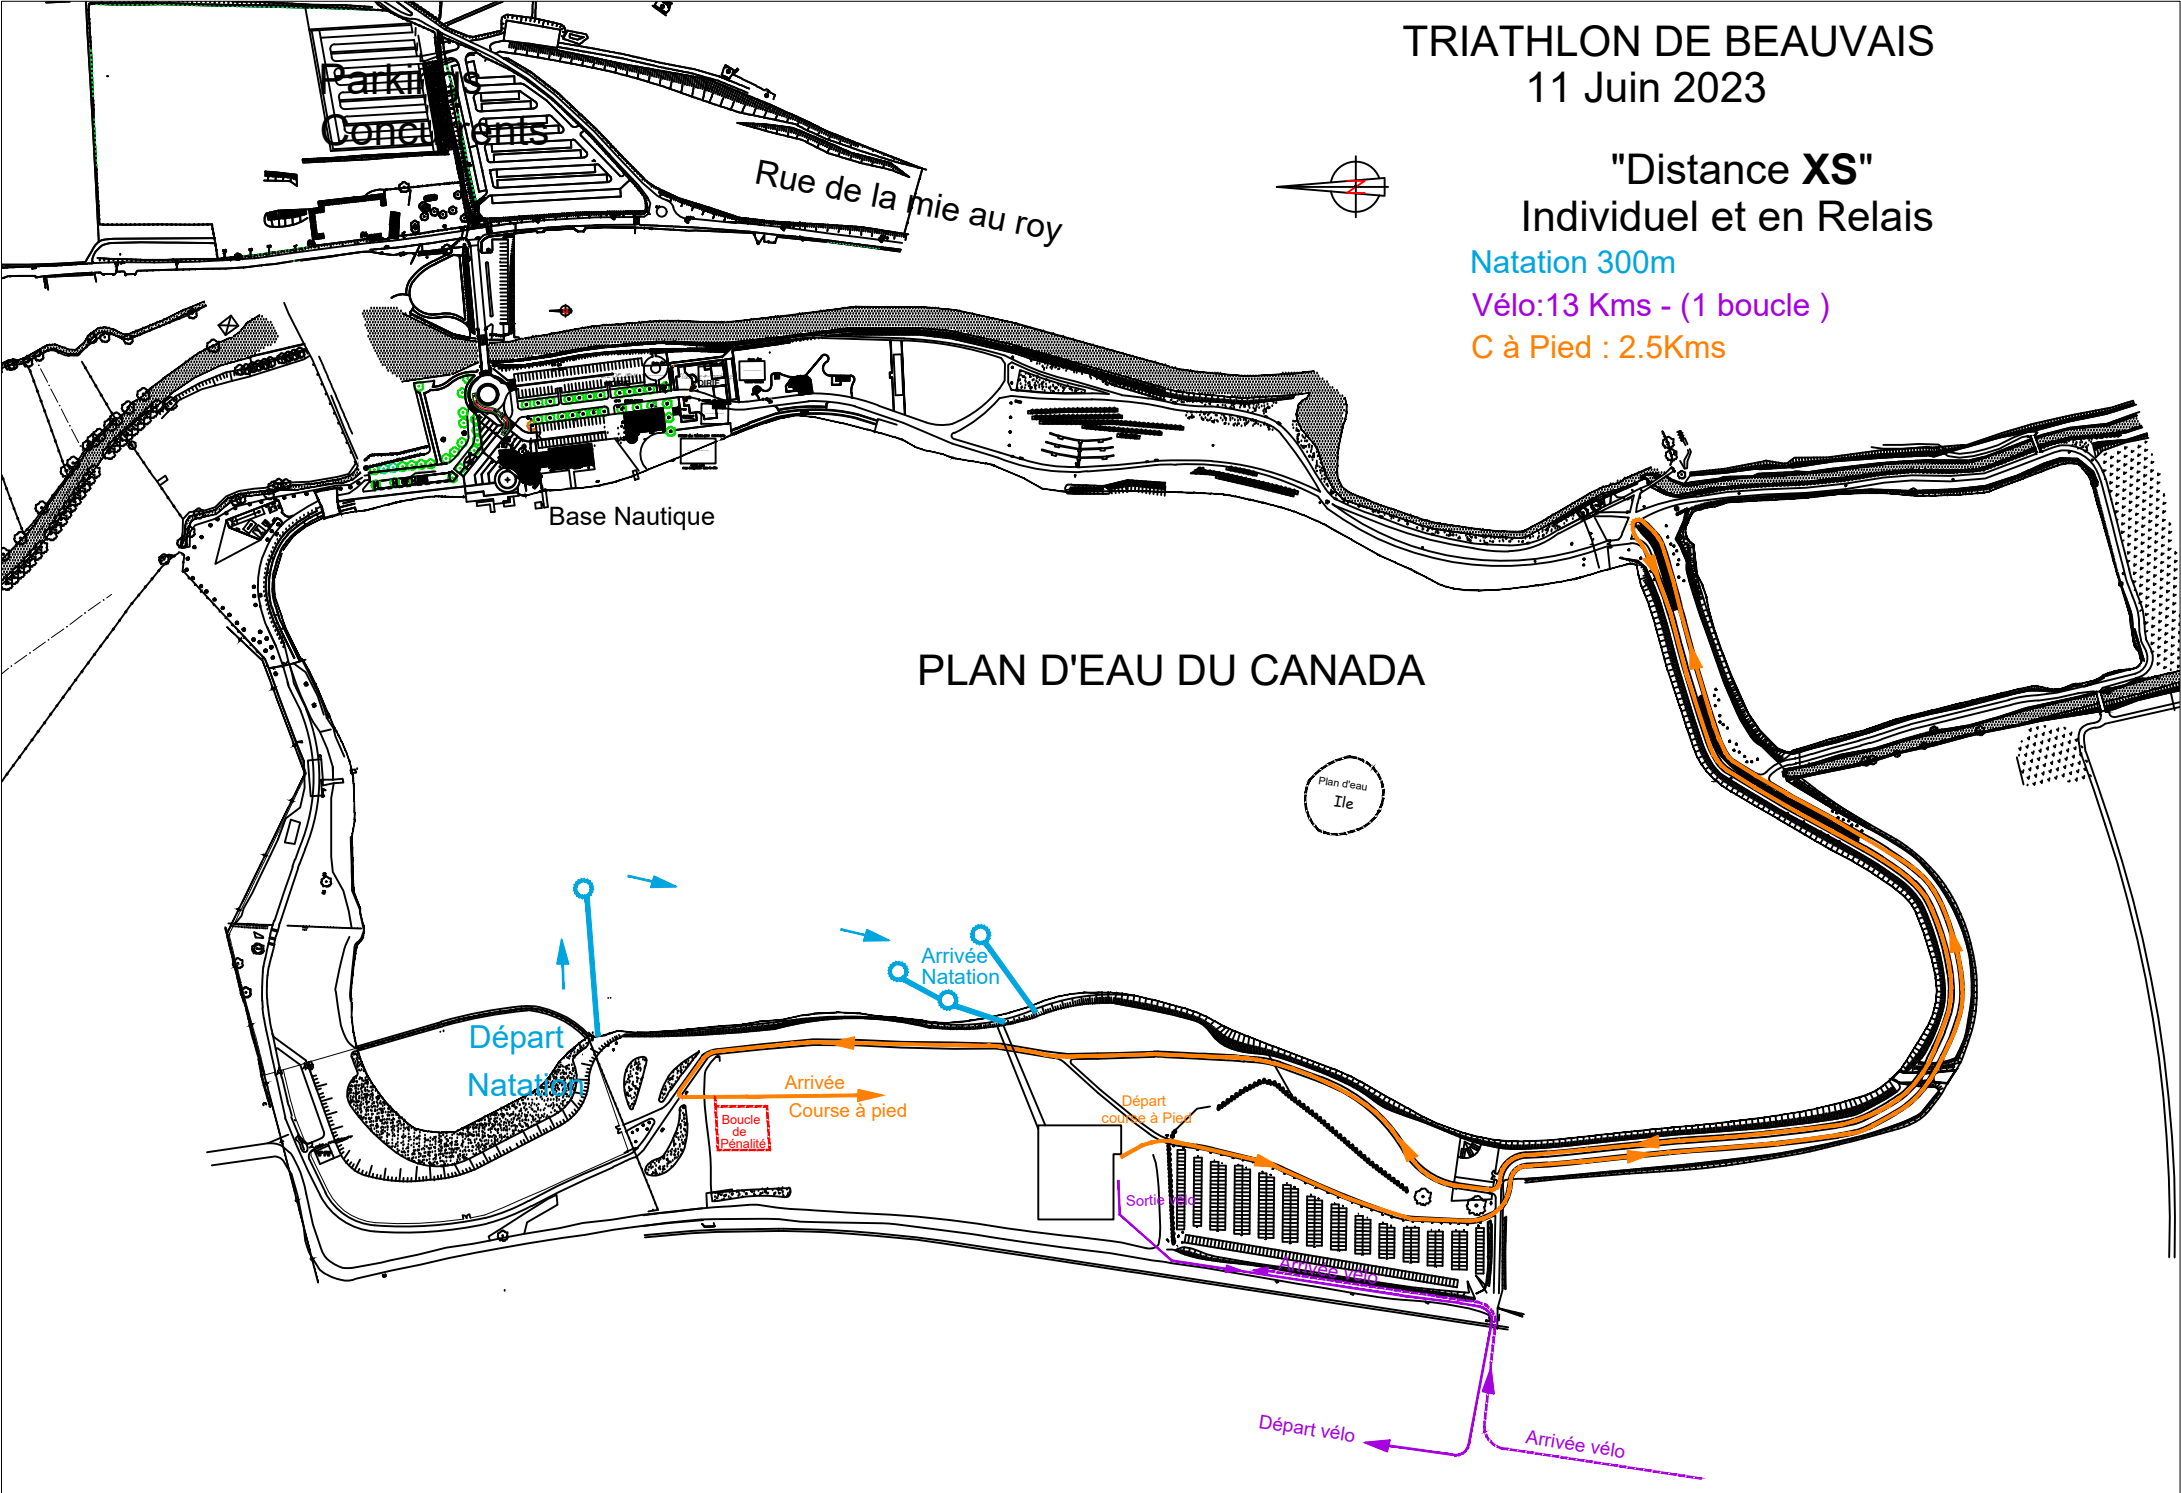 TRIATHLON DE BEAUVAIS
11 Juin 2023
"Distance XS"
Individuel et en Relais
Natation 300m
Vélo:13 Kms - (1 boucle )
C à Pied : 2.5Kms
Parkings
Concurrents
Rue de la mie au roy
Base Nautique
PLAN D'EAU DU CANADA
Plan d'eau
Ile
Arrivée
Natation
Départ
Natation
Arrivée
Course à pied
Boucle
de
Pénalité
Départ
course à Pied
Sortie vélo
Arrivée vélo
Départ vélo
Arrivée vélo